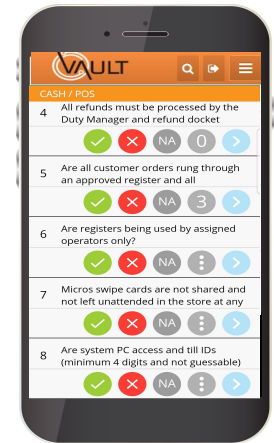 VAULT
CASH / POS
4 All refunds must be processed by the
Duty Manager and refund docket
NA 0
5 Are all customer orders rung through
an approved register and all
NA 3
6 Are registers being used by assigned
operators only?
NA
7 Micros swipe cards are not shared and
not left unattended in the store at any
NA
8 Are system PC access and till IDs
(minimum 4 digits and not guessable)
NA